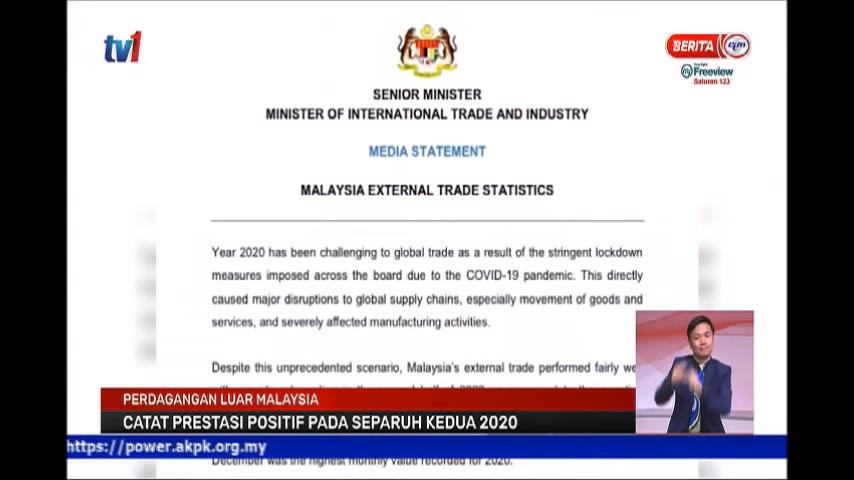 tv1
BERITA rtm
myFreeview
Saluran 123
SENIOR MINISTER
MINISTER OF INTERNATIONAL TRADE AND INDUSTRY
MEDIA STATEMENT
MALAYSIA EXTERNAL TRADE STATISTICS
Year 2020 has been challenging to global trade as a result of the stringent lockdown
measures imposed across the board due to the COVID-19 pandemic. This directly
caused major disruptions to global supply chains, especially movement of goods and
services, and severely affected manufacturing activities.
Despite this unprecedented scenario, Malaysia's external trade performed fairly we
PERDAGANGAN LUAR MALAYSIA
CATAT PRESTASI POSITIF PADA SEPARUH KEDUA 2020
https://power.akpk.org.my
December was the highest monthly value recorded for 2020.